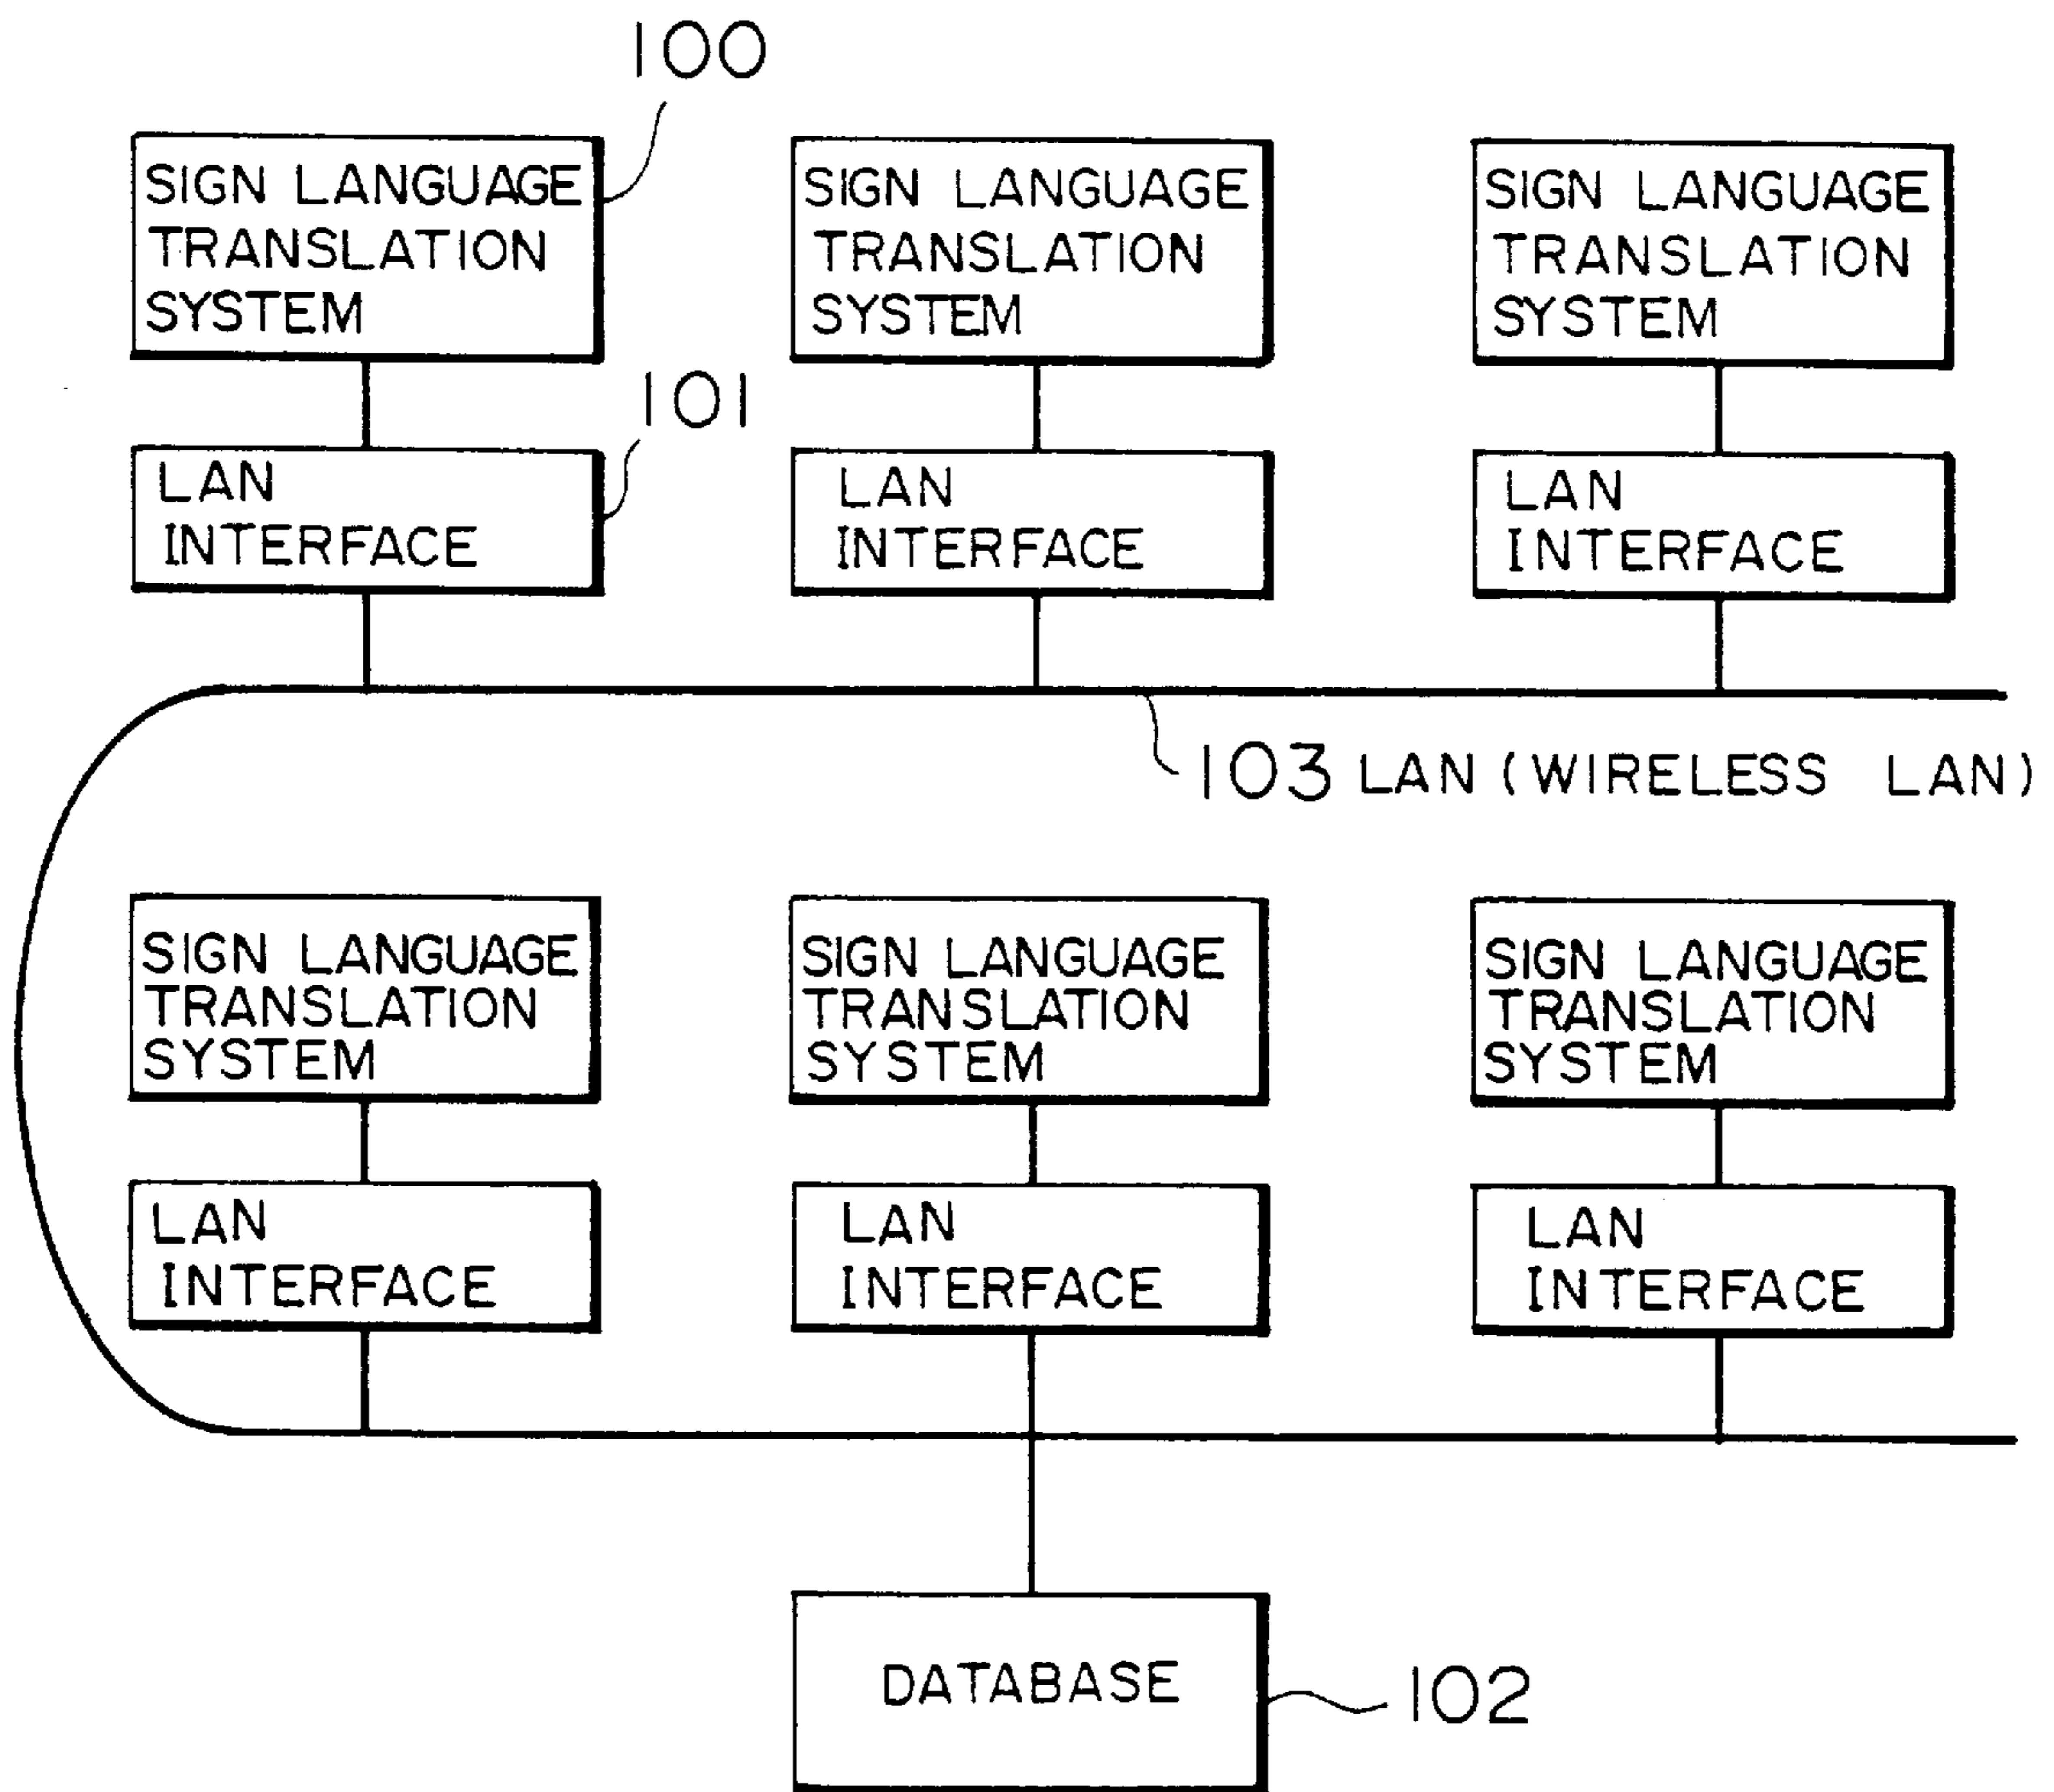 100
SIGN LANGUAGE
TRANSLATION
SYSTEM
SIGN LANGUAGE
TRANSLATION
SYSTEM
SIGN LANGUAGE
TRANSLATION
SYSTEM
101
LAN
INTERFACE
LAN
INTERFACE
LAN
INTERFACE
103 LAN (WIRELESS LAN)
SIGN LANGUAGE
TRANSLATION
SYSTEM
SIGN LANGUAGE
TRANSLATION
SYSTEM
SIGN LANGUAGE
TRANSLATION
SYSTEM
LAN
INTERFACE
LAN
INTERFACE
LAN
INTERFACE
DATABASE
102